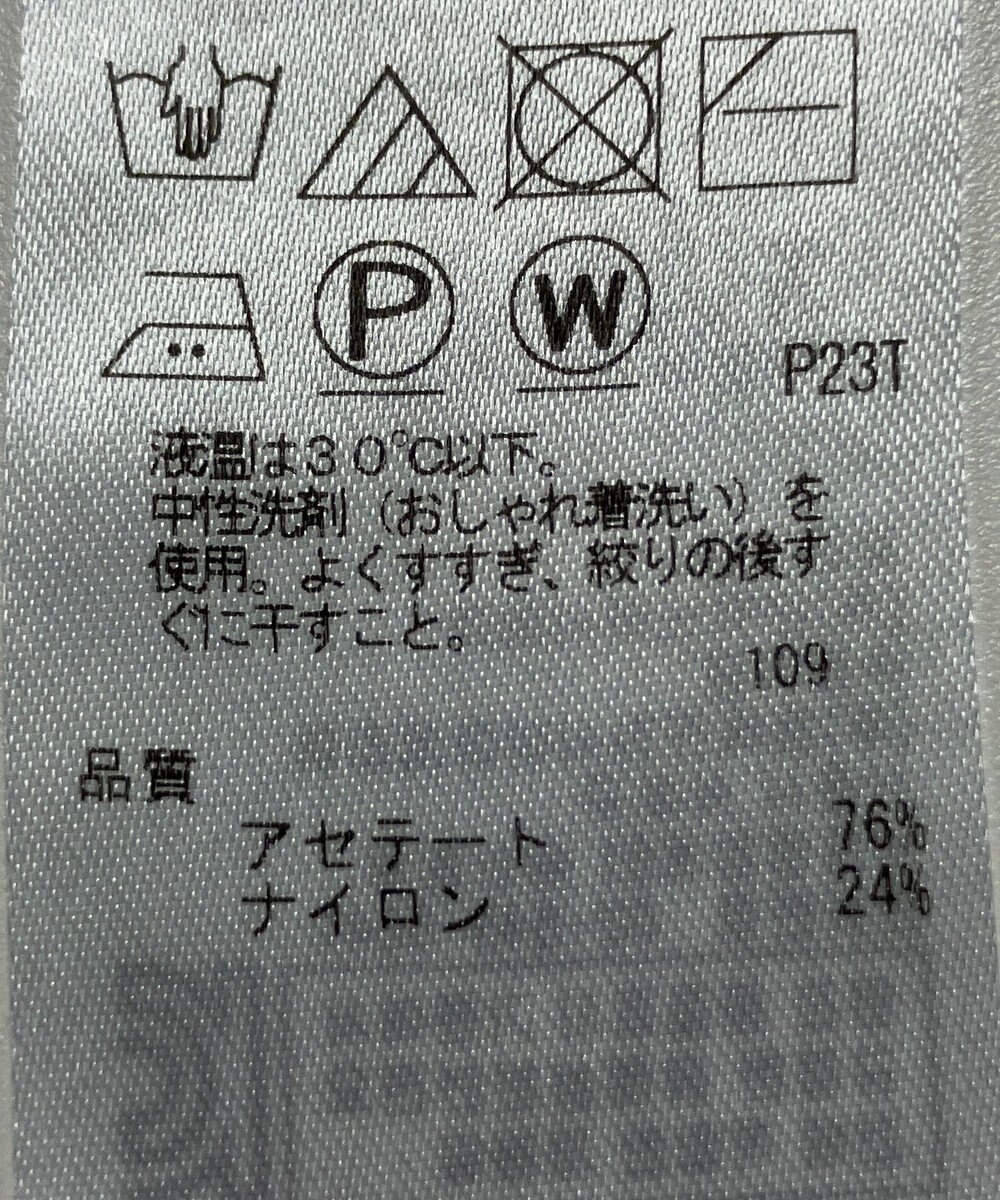 P W
P23T
液温は30℃以下。
中性洗剤（おしゃれ着洗い）を
使用。よくすすぎ、絞りの後す
ぐに干すこと。
109
品質
アセテート 76%
ナイロン 24%